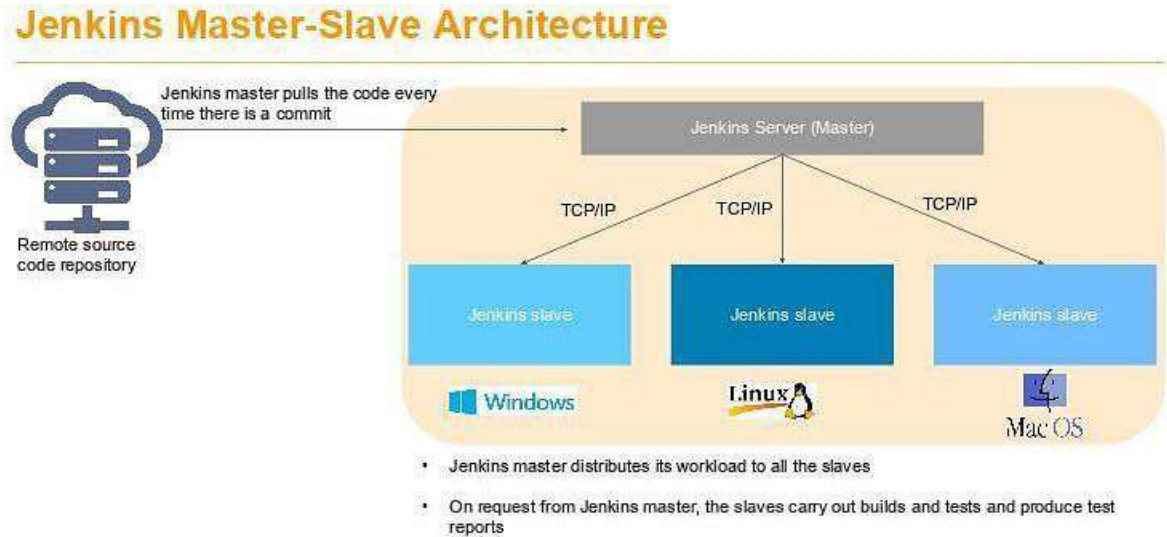 Jenkins Master-Slave Architecture
Jenkins master pulls the code every
time there is a commit
Jenkins Server (Master)
TCP/IP
TCP/IP
TCP/IP
Remote source
code repository
Jenkins slave
Jenkins slave
Jenkins slave
Windows
Linux
Mac OS
• Jenkins master distributes its workload to all the slaves
• On request from Jenkins master, the slaves carry out builds and tests and produce test
reports